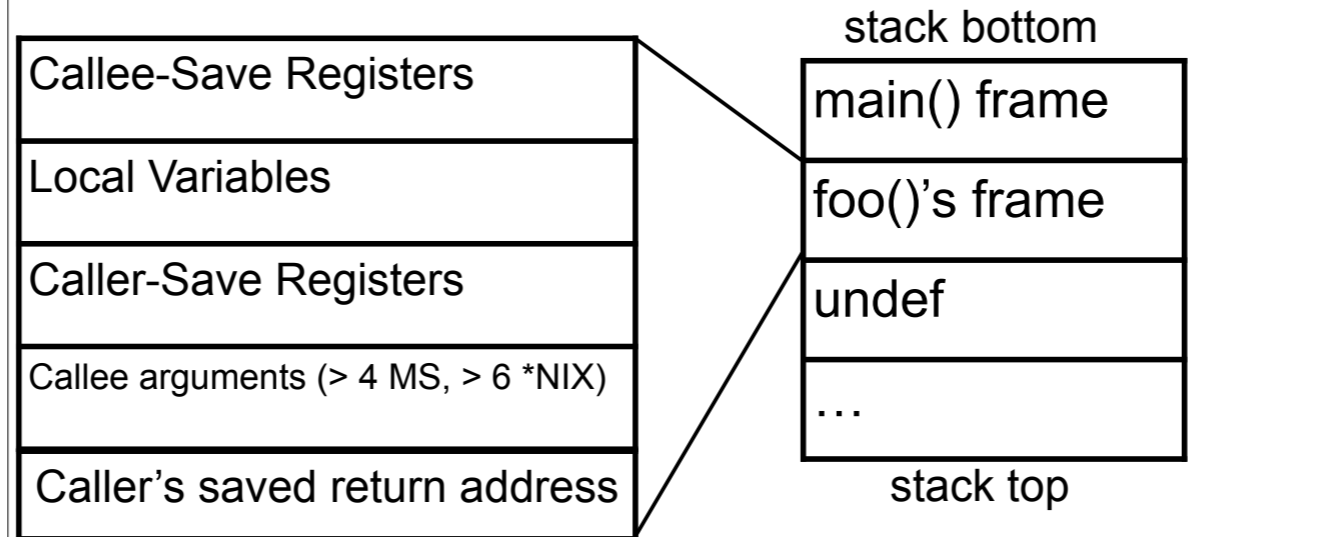 Callee-Save Registers
Local Variables
Caller-Save Registers
Callee arguments (> 4 MS, > 6 *NIX)
Caller’s saved return address
stack bottom
main() frame
foo()’s frame
undef
…
stack top